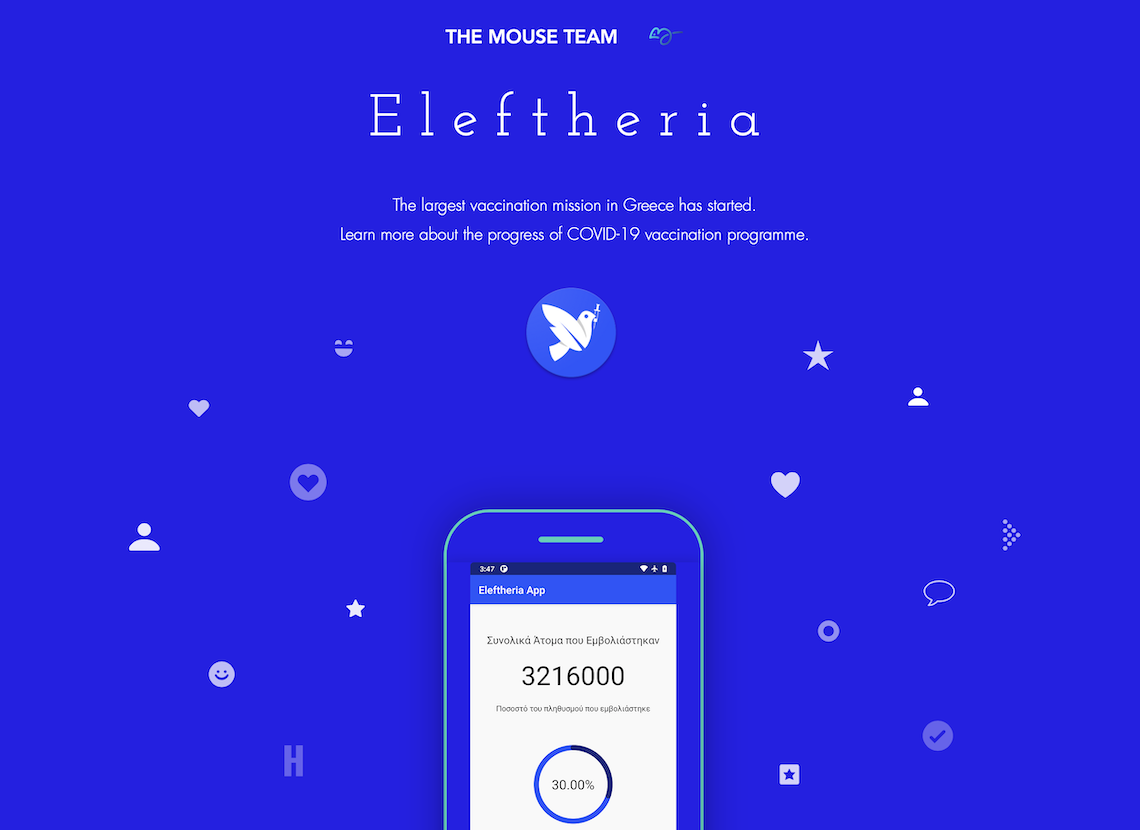 THE MOUSE TEAM
Eleftheria
The largest vaccination mission in Greece has started.
Learn more about the progress of COVID-19 vaccination programme.
3:47
Eleftheria App
Συνολικά Άτομα που Εμβολιάστηκαν
3216000
Ποσοστό του πληθυσμού που εμβολιάστηκε
30.00%
H